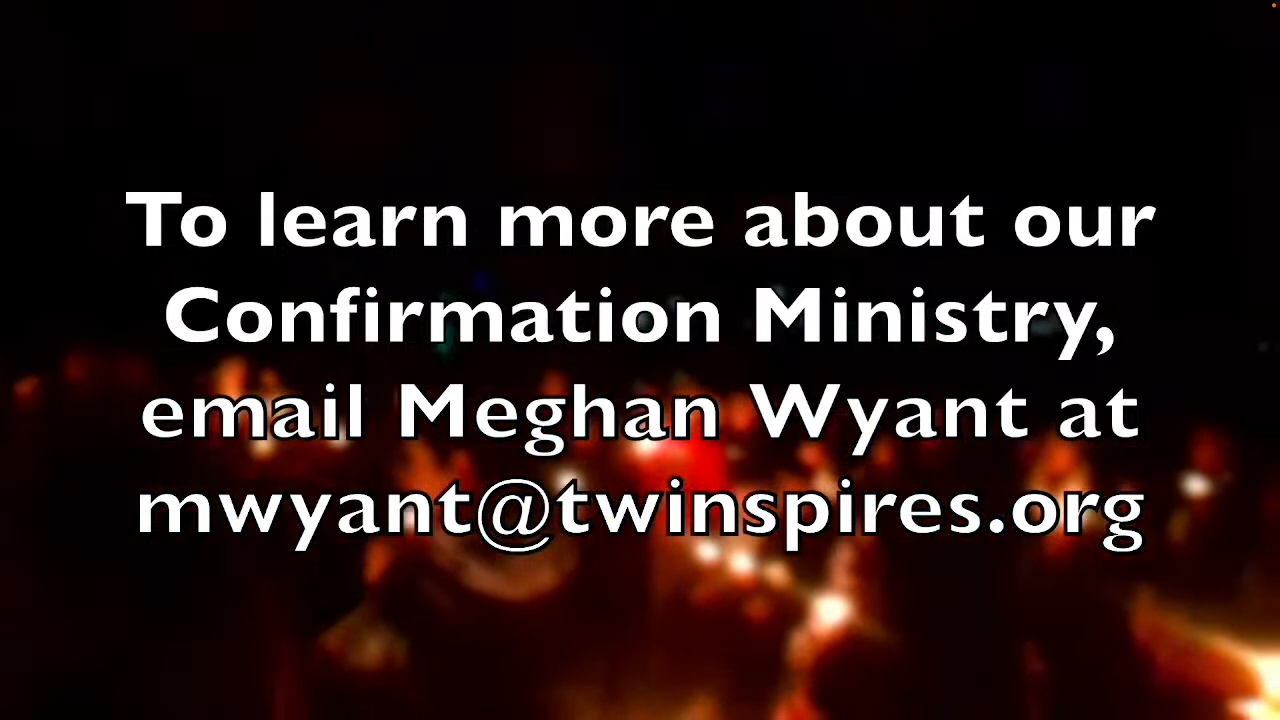 To learn more about our
Confirmation Ministry,
email Meghan Wyant at
mwyant@twinspires.org